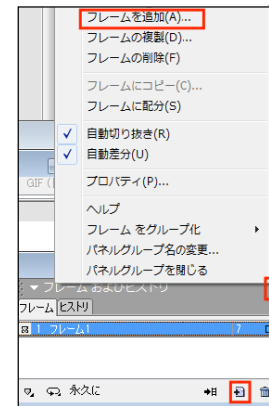 フレームを追加(A)...
フレームの複製(D)...
フレームの削除(F)
フレームにコピー(C)...
フレームに配分(S)
自動切り抜き(R)
自動差分(U)
GIF (
プロパティ(P)...
ヘルプ
フレーム をグループ化
パネルグループ名の変更...
パネルグループを閉じる
フレーム およびヒストリ
フレーム ヒストリ
1 フレーム1 7
永久に